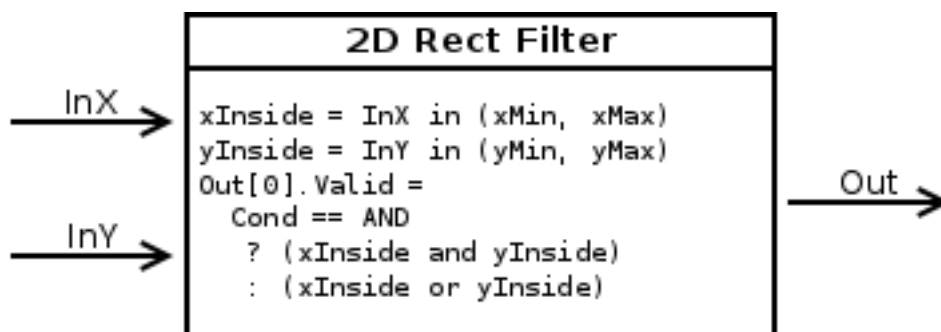 2D Rect Filter
InX
xInside = InX in (xMin, xMax)
yInside = InY in (yMin, yMax)
Out[0].Valid =
Out
Cond == AND
InY
? (xInside and yInside)
: (xInside or yInside)